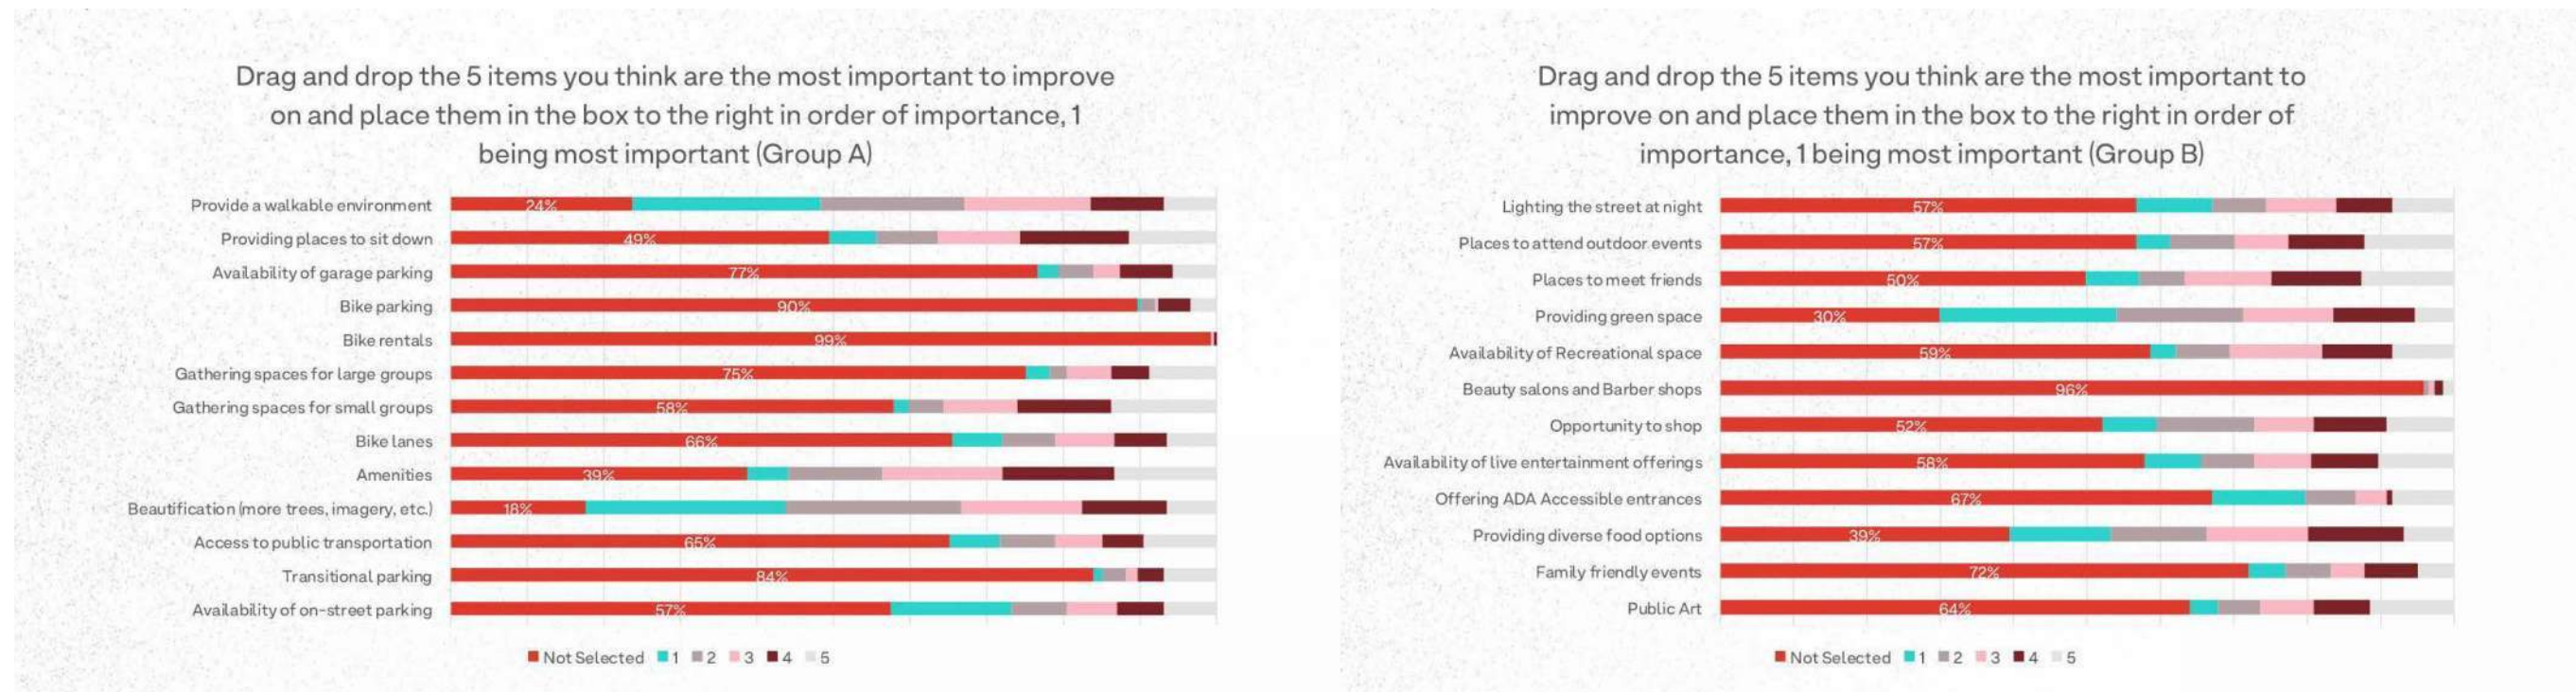 Drag and drop the 5 items you think are the most important to improve
on and place them in the box to the right in order of importance, 1
being most important (Group A)
Provide a walkable environment 24%
Providing places to sit down 49%
Availability of garage parking 77%
Bike parking 90%
Bike rentals 99%
Gathering spaces for large groups 75%
Gathering spaces for small groups 58%
Bike lanes 66%
Amenities 39%
Beautification (more trees, imagery, etc.) 18%
Access to public transportation 65%
Transitional parking 84%
Availability of on-street parking 57%
Not Selected 1 2 3 4 5
Drag and drop the 5 items you think are the most important to
improve on and place them in the box to the right in order of
importance, 1 being most important (Group B)
Lighting the street at night 57%
Places to attend outdoor events 57%
Places to meet friends 50%
Providing green space 30%
Availability of Recreational space 59%
Beauty salons and Barber shops 96%
Opportunity to shop 52%
Availability of live entertainment offerings 58%
Offering ADA Accessible entrances 67%
Providing diverse food options 39%
Family friendly events 72%
Public Art 64%
Not Selected 1 2 3 4 5